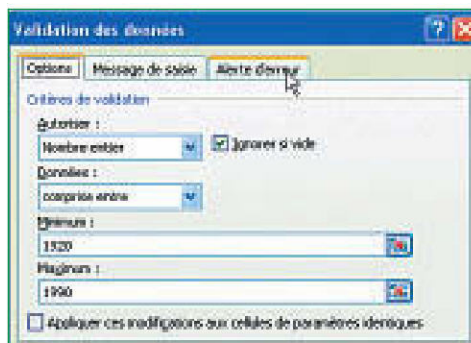 Validation des données
Options Message de saisie Alerte d'erreur
Critères de validation
Autoriser :
Nombre entier Ignorer si vide
Données :
comprise entre
Minimum :
1920
Maximum :
1990
Appliquer ces modifications aux cellules de paramètres identiques